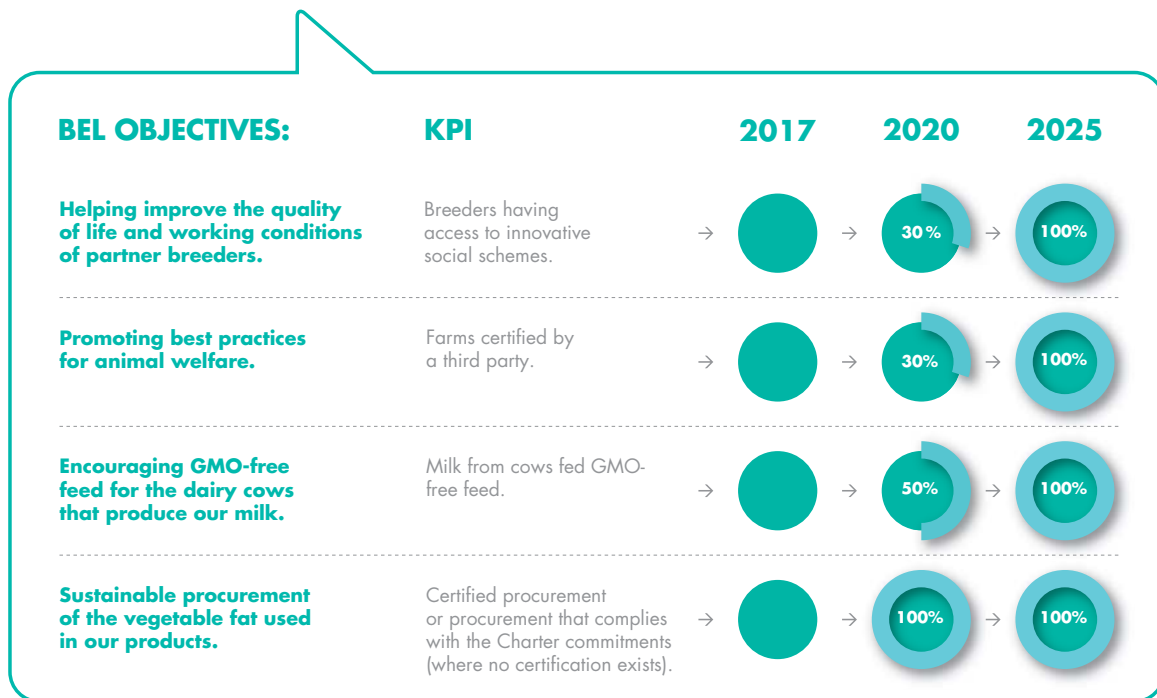 BEL OBJECTIVES: KPI 2017 2020 2025
Helping improve the quality
of life and working conditions
of partner breeders.
Breeders having
access to innovative
social schemes.
→ → 30 % → 100%
Promoting best practices
for animal welfare.
Farms certified by
a third party.
→ → 30% → 100%
Encouraging GMO-free
feed for the dairy cows
that produce our milk.
Milk from cows fed GMO-
free feed.
→ → 50% → 100%
Sustainable procurement
of the vegetable fat used
in our products.
Certified procurement
or procurement that complies
with the Charter commitments
(where no certification exists).
→ → 100% → 100%